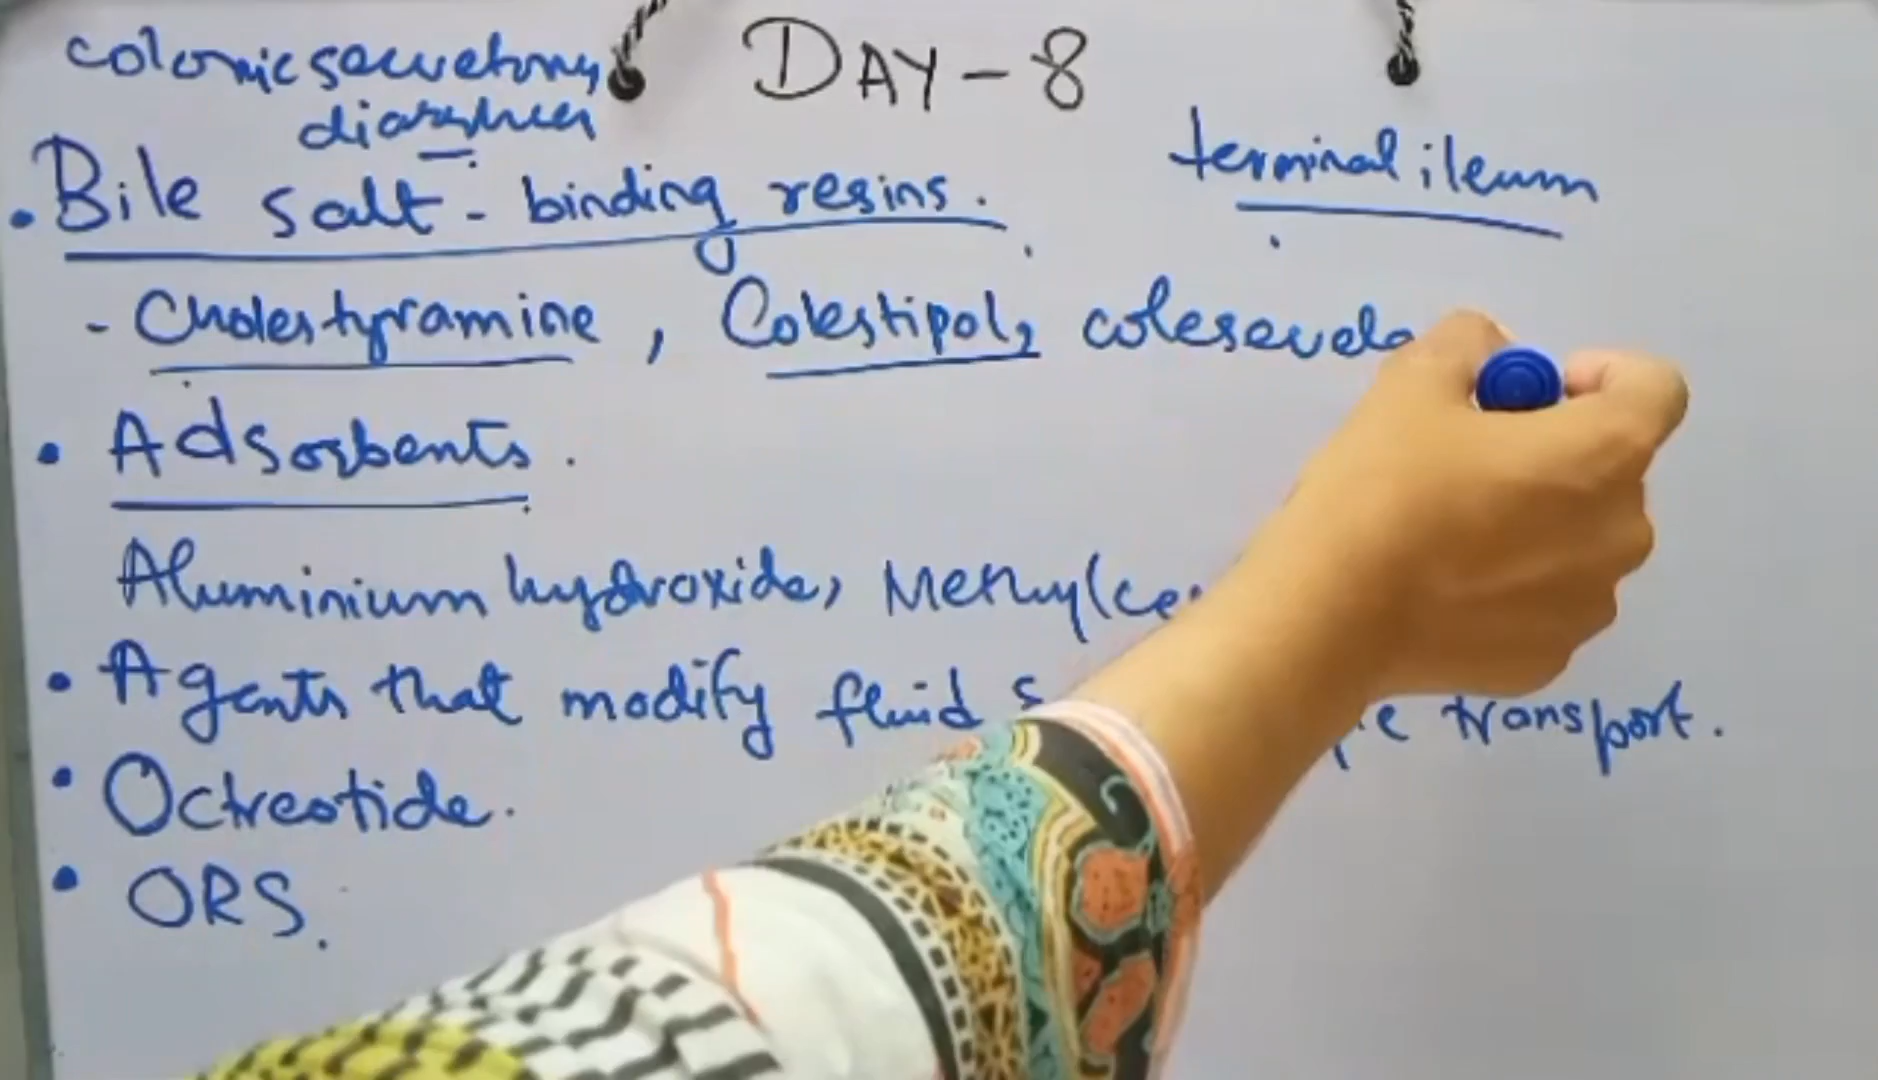 colonic secretory
diarrhea
DAY-8
terminal ileum
• Bile salt-binding resins.
- Cholestyramine, Colestipol, coleseve
• Adsorbents.
Aluminium hydroxide, Methylce
• Agents that modify fluid transport.
• Octreotide.
• ORS.